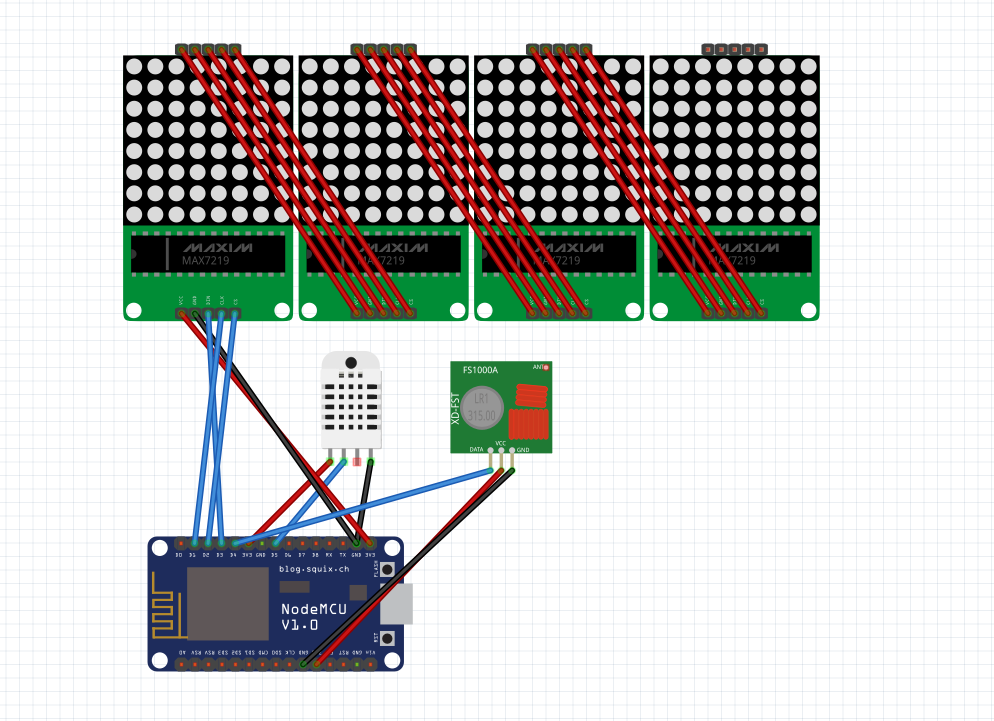 MAXIM
MAX7219
MAXIM
MAX7219
MAXIM
MAX7219
MAXIM
MAX7219
VCC GND DIN CLK CS
FS1000A
ANT
XD-FST
LR1
315.00
DATA VCC GND
D0 D1 D2 D3 D4 3V3 GND D5 D6 D7 D8 RX TX GND 3V3
blog.squix.ch
FLASH
NodeMCU
V1.0
RST
A0 RSV RSV SD3 SD2 SD1 CMD SD0 CLK GND RST GND Vin